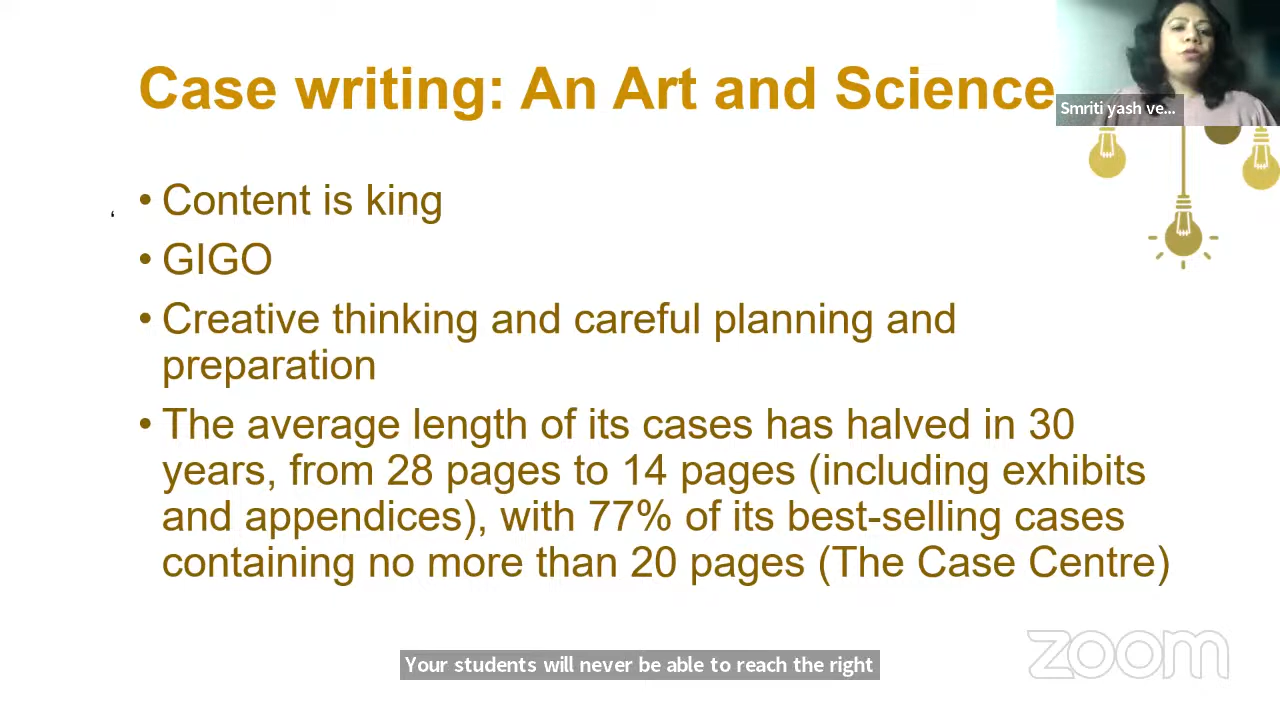 Case writing: An Art and Science
Smriti yash ve...
‘
• Content is king
• GIGO
• Creative thinking and careful planning and
preparation
• The average length of its cases has halved in 30
years, from 28 pages to 14 pages (including exhibits
and appendices), with 77% of its best-selling cases
containing no more than 20 pages (The Case Centre)
zoom
Your students will never be able to reach the right